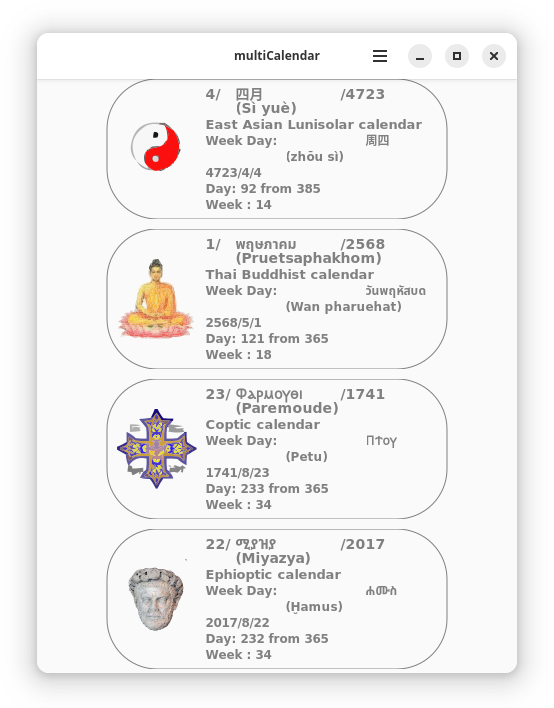 multiCalendar
4/ 四月 /4723
(Sì yuè)
East Asian Lunisolar calendar
Week Day: 周四
(zhōu sì)
4723/4/4
Day: 92 from 385
Week : 14
1/ พฤษภาคม /2568
(Pruetsaphakhom)
Thai Buddhist calendar
Week Day: วันพฤหัสบด
(Wan pharuehat)
2568/5/1
Day: 121 from 365
Week : 18
23/ Ⲫⲁⲣⲙⲟⲩⲑⲓ /1741
(Paremoude)
Coptic calendar
Week Day: Ⲡⲧⲟⲩ
(Petu)
1741/8/23
Day: 233 from 365
Week : 34
22/ ሚያዝያ /2017
(Miyazya)
Ephioptic calendar
Week Day: ሐሙስ
(H̱amus)
2017/8/22
Day: 232 from 365
Week : 34